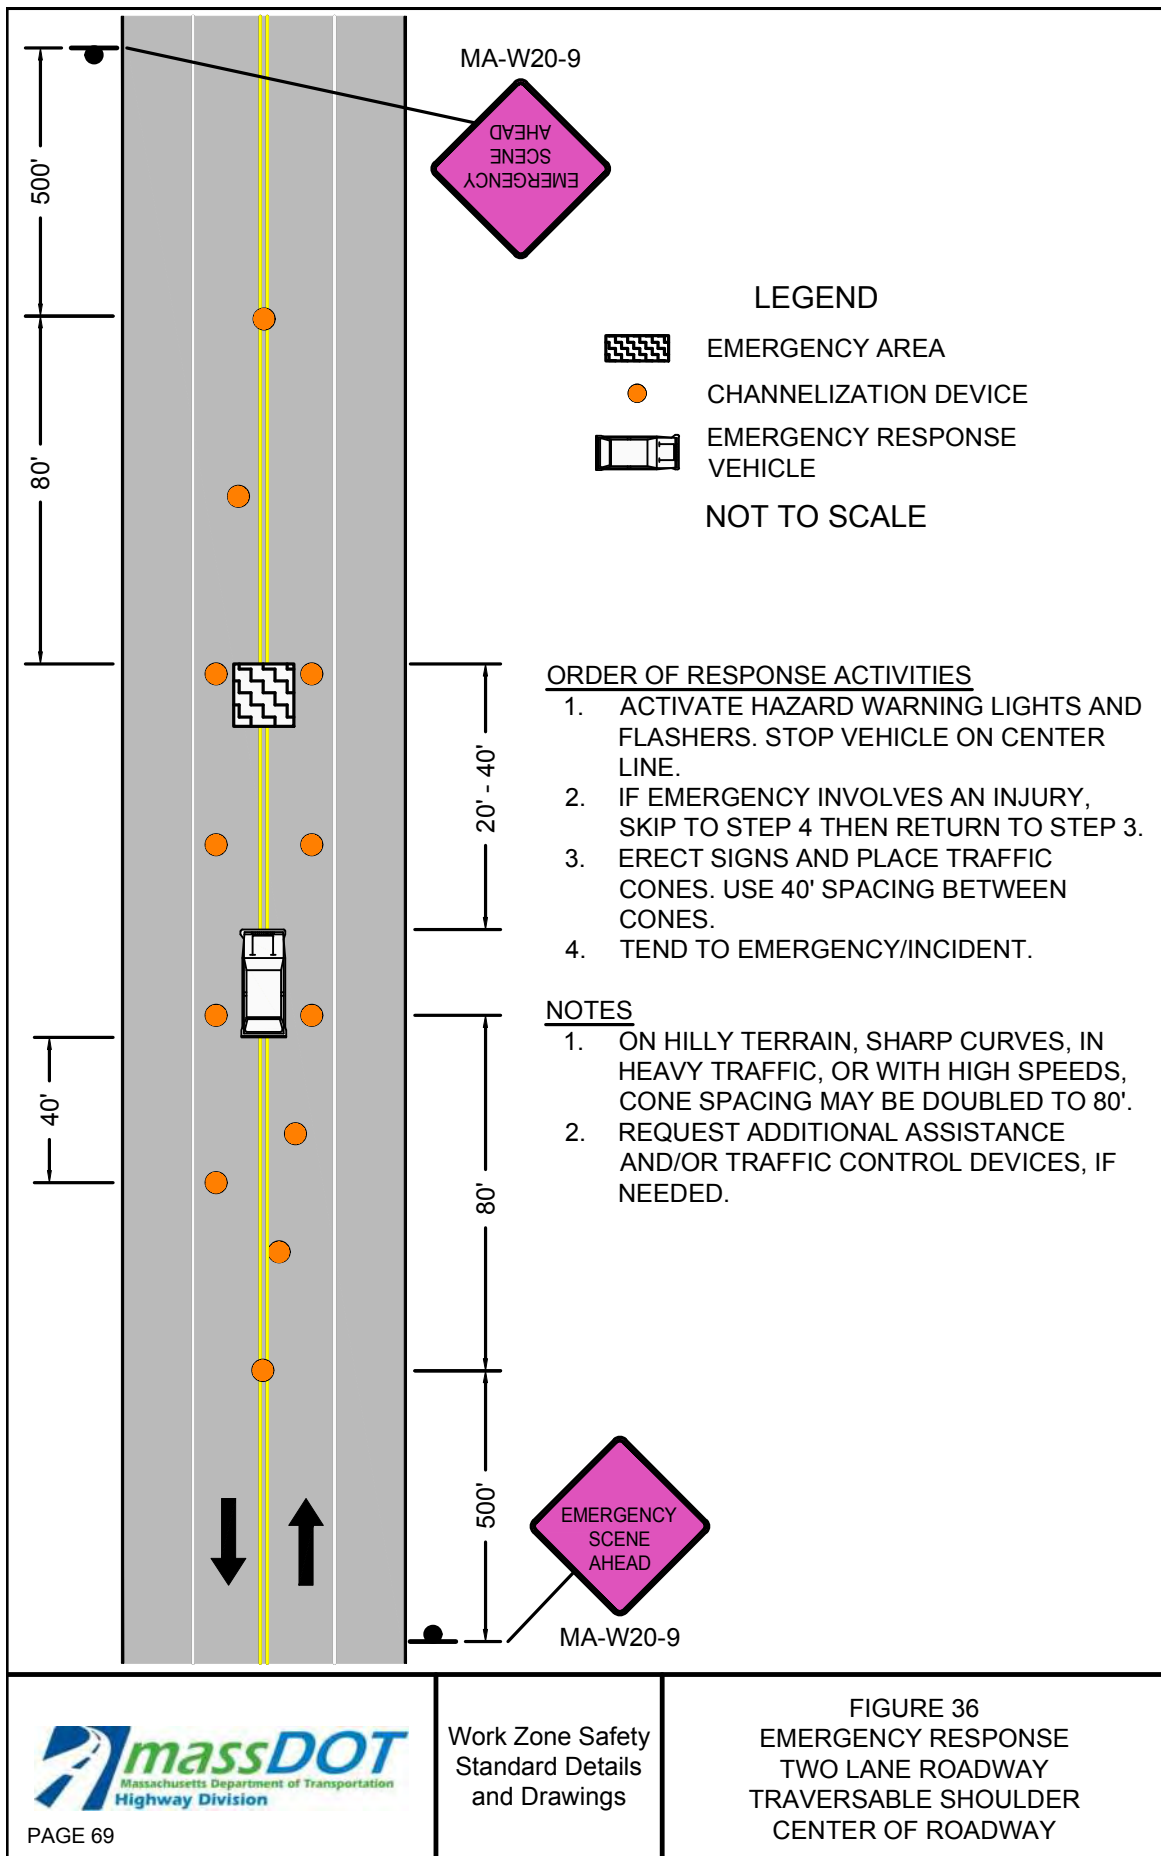 MA-W20-9
EMERGENCY
SCENE
AHEAD
500'
80'
LEGEND
EMERGENCY AREA
CHANNELIZATION DEVICE
EMERGENCY RESPONSE
VEHICLE
NOT TO SCALE
20' - 40'
40'
80'
500'
ORDER OF RESPONSE ACTIVITIES
1. ACTIVATE HAZARD WARNING LIGHTS AND
FLASHERS. STOP VEHICLE ON CENTER
LINE.
2. IF EMERGENCY INVOLVES AN INJURY,
SKIP TO STEP 4 THEN RETURN TO STEP 3.
3. ERECT SIGNS AND PLACE TRAFFIC
CONES. USE 40' SPACING BETWEEN
CONES.
4. TEND TO EMERGENCY/INCIDENT.
NOTES
1. ON HILLY TERRAIN, SHARP CURVES, IN
HEAVY TRAFFIC, OR WITH HIGH SPEEDS,
CONE SPACING MAY BE DOUBLED TO 80'.
2. REQUEST ADDITIONAL ASSISTANCE
AND/OR TRAFFIC CONTROL DEVICES, IF
NEEDED.
EMERGENCY
SCENE
AHEAD
MA-W20-9
massDOT
Massachusetts Department of Transportation
Highway Division
PAGE 69
Work Zone Safety
Standard Details
and Drawings
FIGURE 36
EMERGENCY RESPONSE
TWO LANE ROADWAY
TRAVERSABLE SHOULDER
CENTER OF ROADWAY